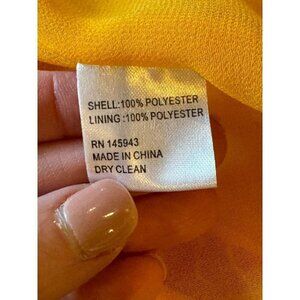 SHELL:100% POLYESTER
LINING:100% POLYESTER
RN 145943
MADE IN CHINA
DRY CLEAN